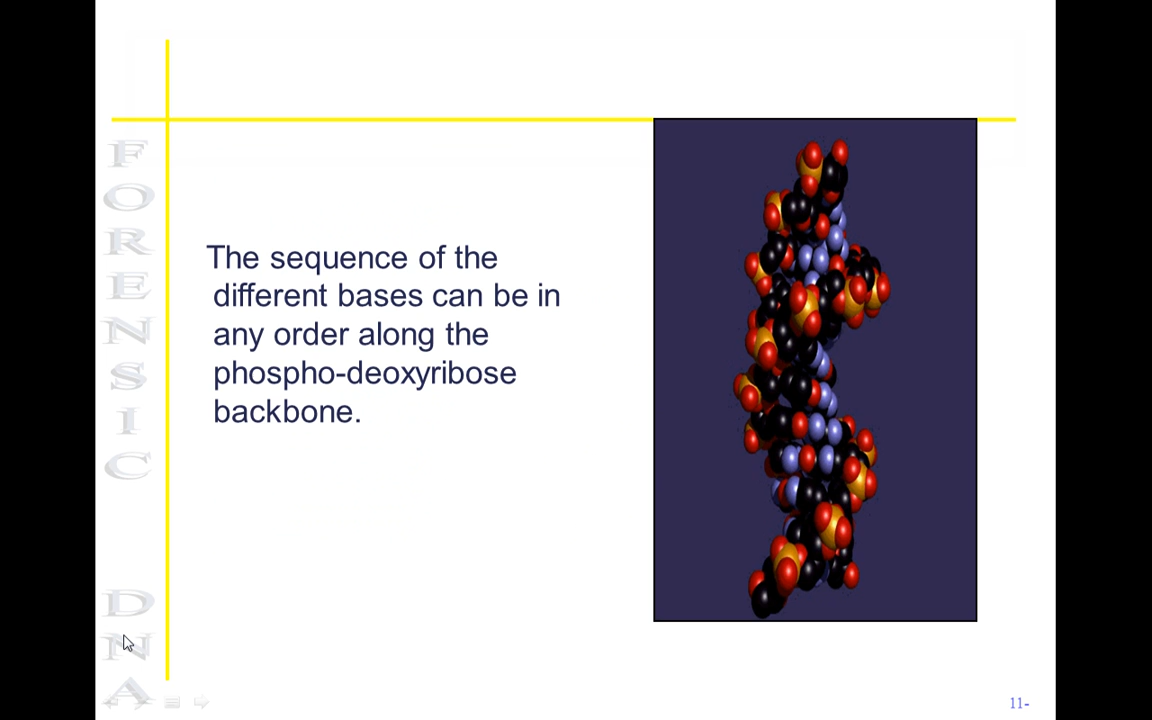 FORENSIC DNA
The sequence of the
different bases can be in
any order along the
phospho-deoxyribose
backbone.
11-